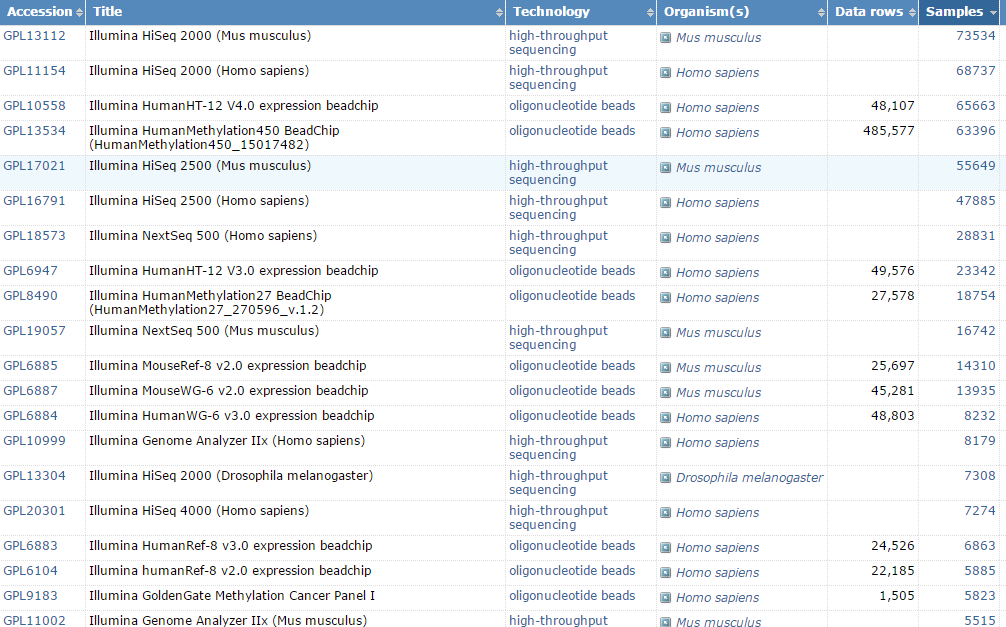 Accession Title Technology Organism(s) Data rows Samples
GPL13112 Illumina HiSeq 2000 (Mus musculus) high-throughput Mus musculus 73534
sequencing
GPL11154 Illumina HiSeq 2000 (Homo sapiens) high-throughput Homo sapiens 68737
sequencing
GPL10558 Illumina HumanHT-12 V4.0 expression beadchip oligonucleotide beads Homo sapiens 48,107 65663
GPL13534 Illumina HumanMethylation450 BeadChip oligonucleotide beads Homo sapiens 485,577 63396
(HumanMethylation450_15017482)
GPL17021 Illumina HiSeq 2500 (Mus musculus) high-throughput Mus musculus 55649
sequencing
GPL16791 Illumina HiSeq 2500 (Homo sapiens) high-throughput Homo sapiens 47885
sequencing
GPL18573 Illumina NextSeq 500 (Homo sapiens) high-throughput Homo sapiens 28831
sequencing
GPL6947 Illumina HumanHT-12 V3.0 expression beadchip oligonucleotide beads Homo sapiens 49,576 23342
GPL8490 Illumina HumanMethylation27 BeadChip oligonucleotide beads Homo sapiens 27,578 18754
(HumanMethylation27_270596_v.1.2)
GPL19057 Illumina NextSeq 500 (Mus musculus) high-throughput Mus musculus 16742
sequencing
GPL6885 Illumina MouseRef-8 v2.0 expression beadchip oligonucleotide beads Mus musculus 25,697 14310
GPL6887 Illumina MouseWG-6 v2.0 expression beadchip oligonucleotide beads Mus musculus 45,281 13935
GPL6884 Illumina HumanWG-6 v3.0 expression beadchip oligonucleotide beads Homo sapiens 48,803 8232
GPL10999 Illumina Genome Analyzer IIx (Homo sapiens) high-throughput Homo sapiens 8179
sequencing
GPL13304 Illumina HiSeq 2000 (Drosophila melanogaster) high-throughput Drosophila melanogaster 7308
sequencing
GPL20301 Illumina HiSeq 4000 (Homo sapiens) high-throughput Homo sapiens 7274
sequencing
GPL6883 Illumina HumanRef-8 v3.0 expression beadchip oligonucleotide beads Homo sapiens 24,526 6863
GPL6104 Illumina humanRef-8 v2.0 expression beadchip oligonucleotide beads Homo sapiens 22,185 5885
GPL9183 Illumina GoldenGate Methylation Cancer Panel I oligonucleotide beads Homo sapiens 1,505 5823
GPL11002 Illumina Genome Analyzer IIx (Mus musculus) high-throughput Mus musculus 5515